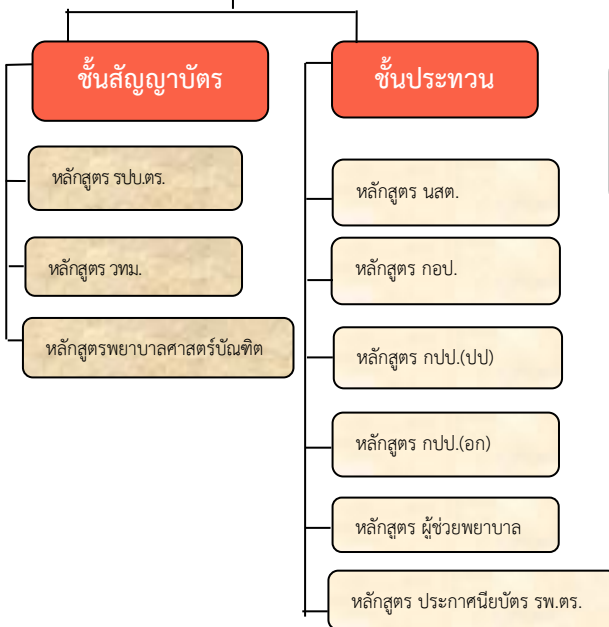 ชั้นสัญญาบัตร
หลักสูตร รปบ.ตร.
หลักสูตร วทม.
หลักสูตรพยาบาลศาสตร์บัณฑิต
ชั้นประทวน
หลักสูตร นสต.
หลักสูตร กอป.
หลักสูตร กปป.(ปป)
หลักสูตร กปป.(อก)
หลักสูตร ผู้ช่วยพยาบาล
หลักสูตร ประกาศนียบัตร รพ.ตร.